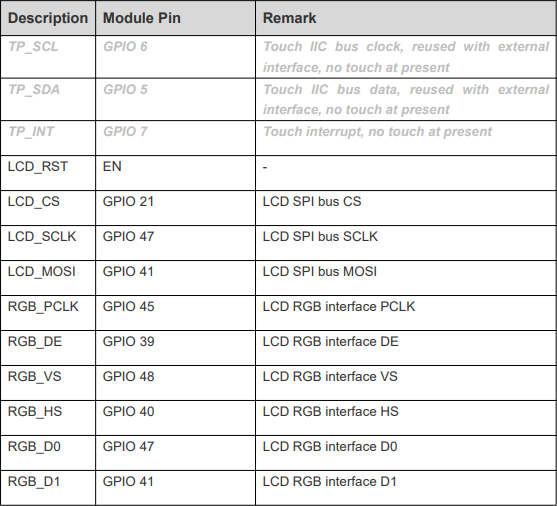 Description Module Pin Remark
TP_SCL GPIO 6 Touch IIC bus clock, reused with external
interface, no touch at present
TP_SDA GPIO 5 Touch IIC bus data, reused with external
interface, no touch at present
TP_INT GPIO 7 Touch interrupt, no touch at present
LCD_RST EN -
LCD_CS GPIO 21 LCD SPI bus CS
LCD_SCLK GPIO 47 LCD SPI bus SCLK
LCD_MOSI GPIO 41 LCD SPI bus MOSI
RGB_PCLK GPIO 45 LCD RGB interface PCLK
RGB_DE GPIO 39 LCD RGB interface DE
RGB_VS GPIO 48 LCD RGB interface VS
RGB_HS GPIO 40 LCD RGB interface HS
RGB_D0 GPIO 47 LCD RGB interface D0
RGB_D1 GPIO 41 LCD RGB interface D1